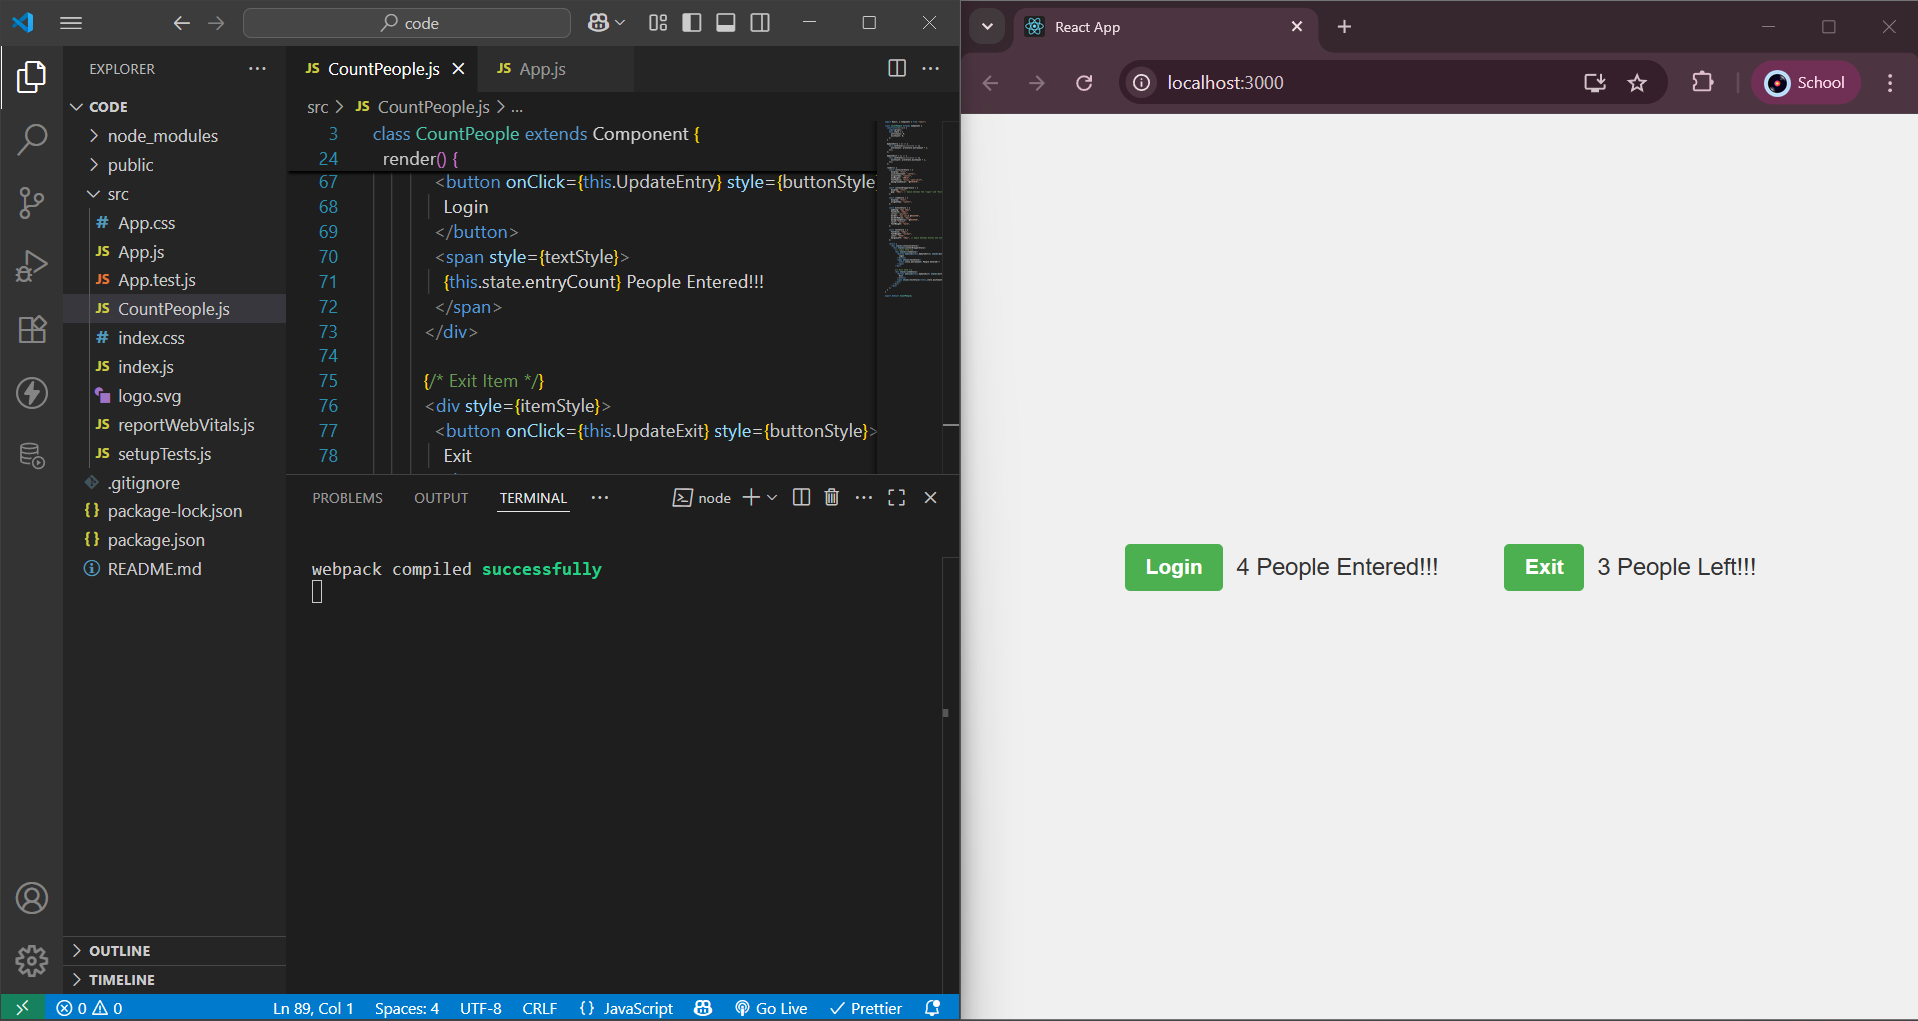 code
EXPLORER
CODE
node_modules
public
src
# App.css
JS App.js
JS App.test.js
JS CountPeople.js
# index.css
JS index.js
logo.svg
JS reportWebVitals.js
JS setupTests.js
.gitignore
{} package-lock.json
{} package.json
README.md
OUTLINE
TIMELINE
JS CountPeople.js
JS App.js
src > JS CountPeople.js > ...
3 class CountPeople extends Component {
24 render() {
67 <button onClick={this.UpdateEntry} style={buttonStyle}
68 Login
69 </button>
70 <span style={textStyle}>
71 {this.state.entryCount} People Entered!!!
72 </span>
73 </div>
74
75 {/* Exit Item */}
76 <div style={itemStyle}>
77 <button onClick={this.UpdateExit} style={buttonStyle}>
78 Exit
PROBLEMS OUTPUT TERMINAL
node
webpack compiled successfully
0 0
Ln 89, Col 1 Spaces: 4 UTF-8 CRLF {} JavaScript Go Live Prettier
React App
localhost:3000
School
Login 4 People Entered!!! Exit 3 People Left!!!